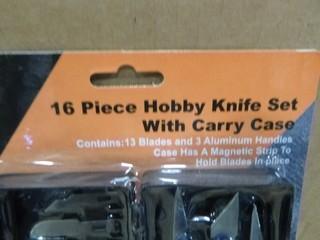 16 Piece Hobby Knife Set
With Carry Case
Contains:13 Blades and 3 Aluminum Handles
Case Has A Magnetic Strip To
Hold Blades In place